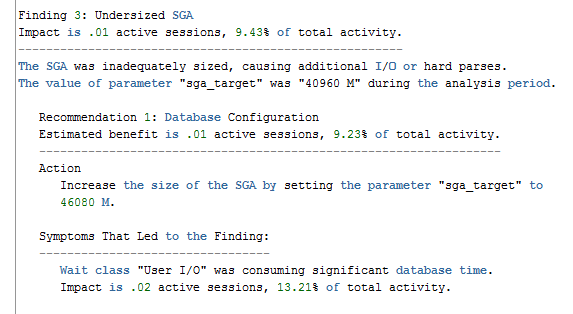 Finding 3: Undersized SGA
Impact is .01 active sessions, 9.43% of total activity.
-------------------------------------------------------
The SGA was inadequately sized, causing additional I/O or hard parses.
The value of parameter "sga_target" was "40960 M" during the analysis period.
Recommendation 1: Database Configuration
Estimated benefit is .01 active sessions, 9.23% of total activity.
------------------------------------------------------------------
Action
Increase the size of the SGA by setting the parameter "sga_target" to
46080 M.
Symptoms That Led to the Finding:
---------------------------------
Wait class "User I/O" was consuming significant database time.
Impact is .02 active sessions, 13.21% of total activity.